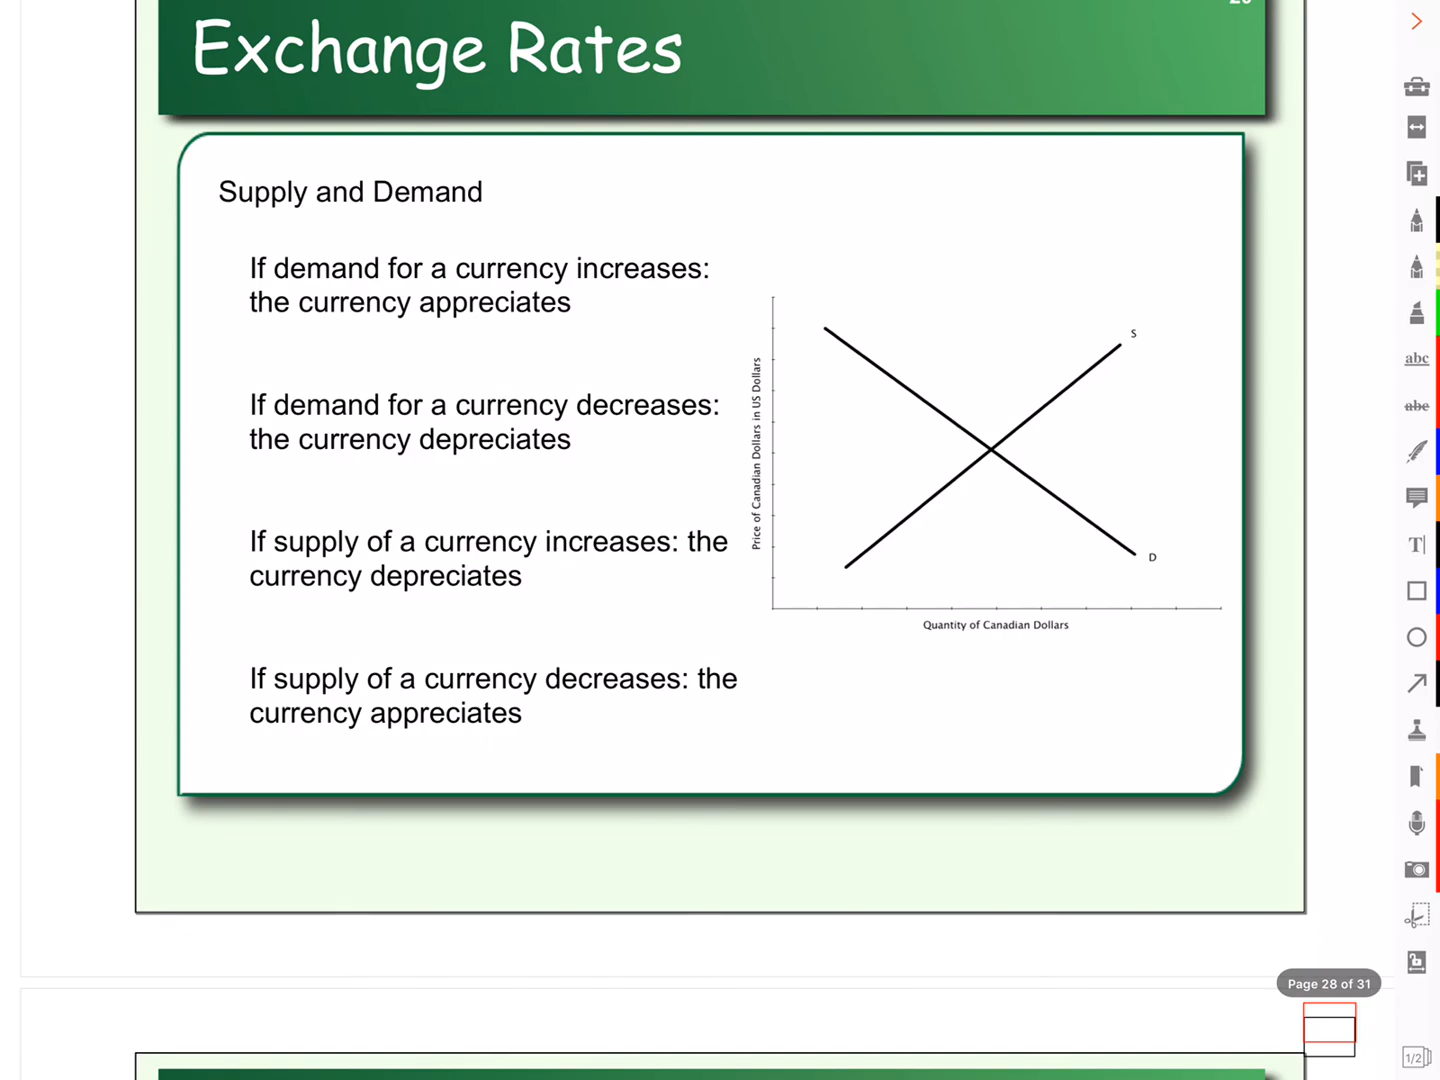 Exchange Rates
Supply and Demand
If demand for a currency increases:
the currency appreciates
If demand for a currency decreases:
the currency depreciates
If supply of a currency increases: the
currency depreciates
If supply of a currency decreases: the
currency appreciates
Price of Canadian Dollars in US Dollars
S
D
Quantity of Canadian Dollars
abc
abc
T
Page 28 of 31
1/2